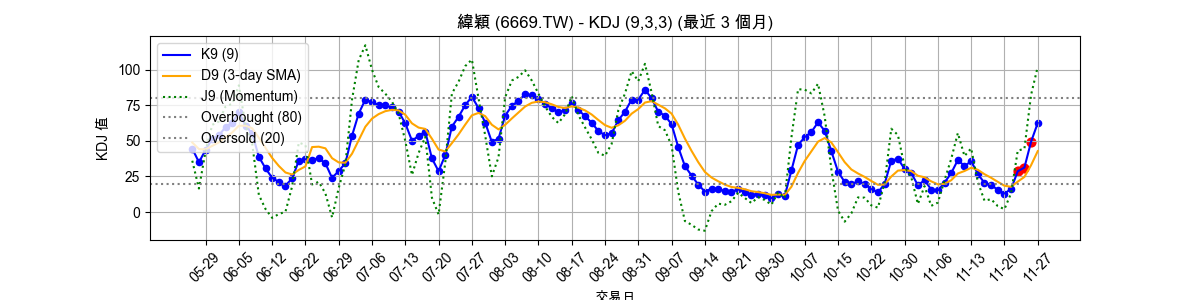 緯穎 (6669.TW) - KDJ (9,3,3) (最近 3 個月)
K9 (9)
D9 (3-day SMA)
J9 (Momentum)
Overbought (80)
Oversold (20)
KDJ 值
100
75
50
25
0
05-29 06-05 06-12 06-22 06-29 07-06 07-13 07-20 07-27 08-03 08-10 08-17 08-24 08-31 09-07 09-14 09-21 09-30 10-07 10-15 10-22 10-30 11-06 11-13 11-20 11-27
交易日